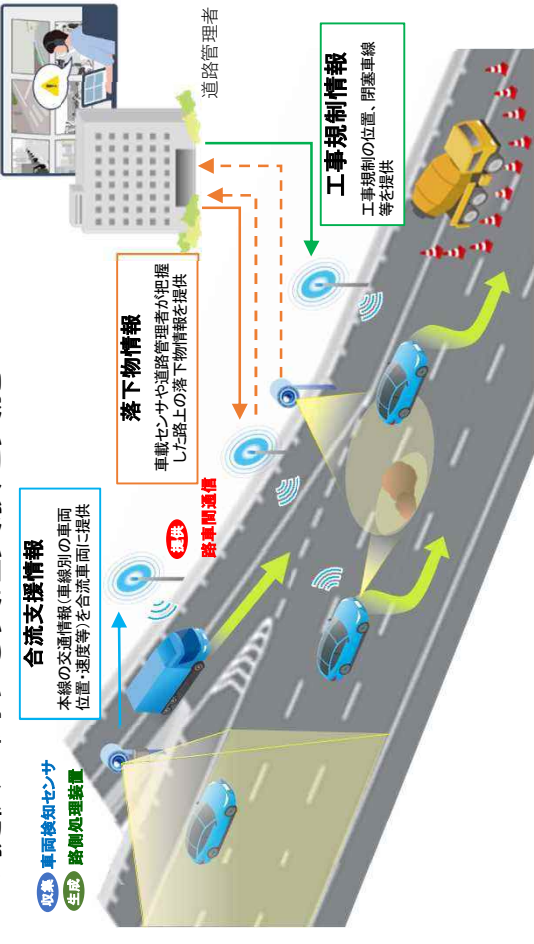 収集 車両検知センサ
生成 路側処理装置
合流支援情報
本線の交通情報(車線別の車両
位置・速度等)を合流車両に提供
提供
路車間通信
落下物情報
車載センサや道路管理者が把握
した路上の落下物情報を提供
道路管理者
工事規制情報
工事規制の位置、閉塞車線
等を提供